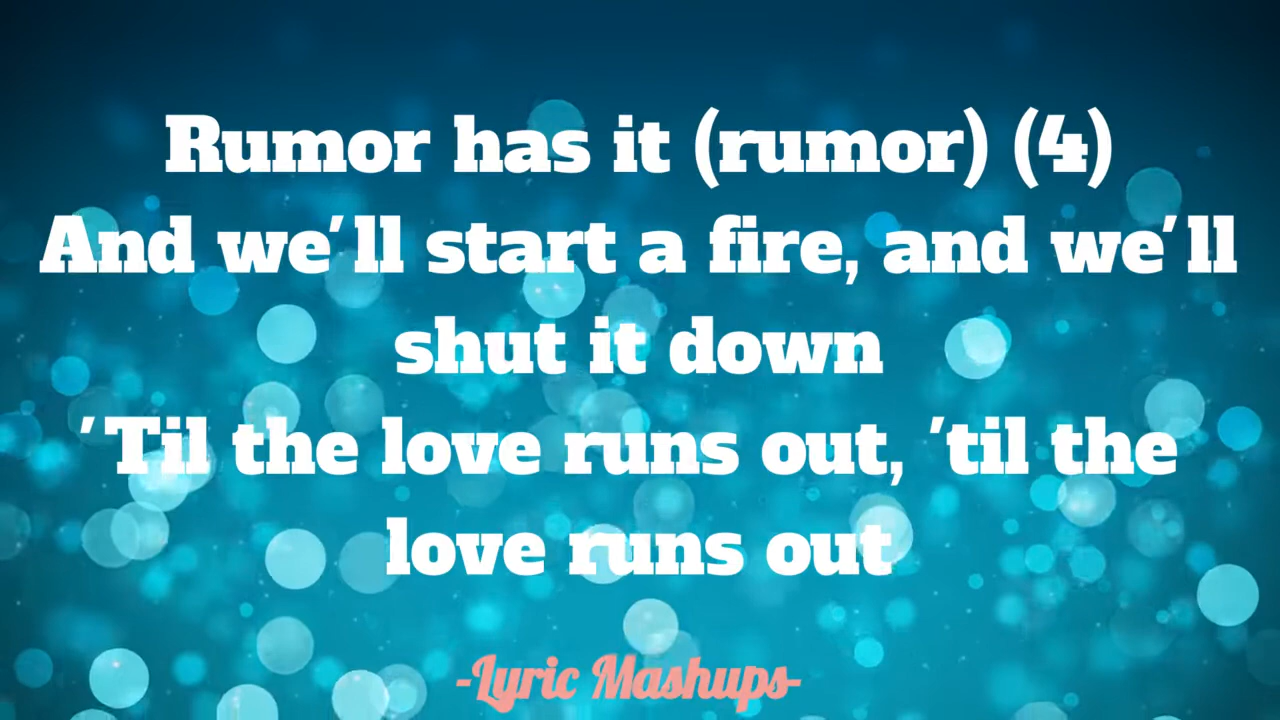 Rumor has it (rumor) (4)
And we'll start a fire, and we'll
shut it down
'Til the love runs out, 'til the
love runs out
-Lyric Mashups-